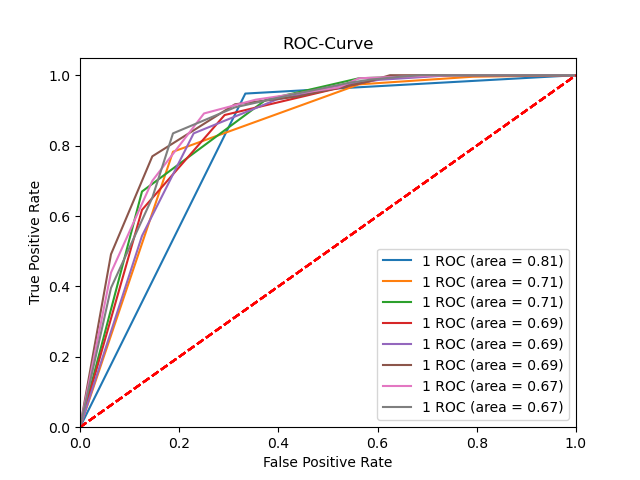 ROC-Curve
1.0
0.8
0.6
0.4
0.2
0.0
True Positive Rate
1 ROC (area = 0.81)
1 ROC (area = 0.71)
1 ROC (area = 0.71)
1 ROC (area = 0.69)
1 ROC (area = 0.69)
1 ROC (area = 0.69)
1 ROC (area = 0.67)
1 ROC (area = 0.67)
0.0 0.2 0.4 0.6 0.8 1.0
False Positive Rate